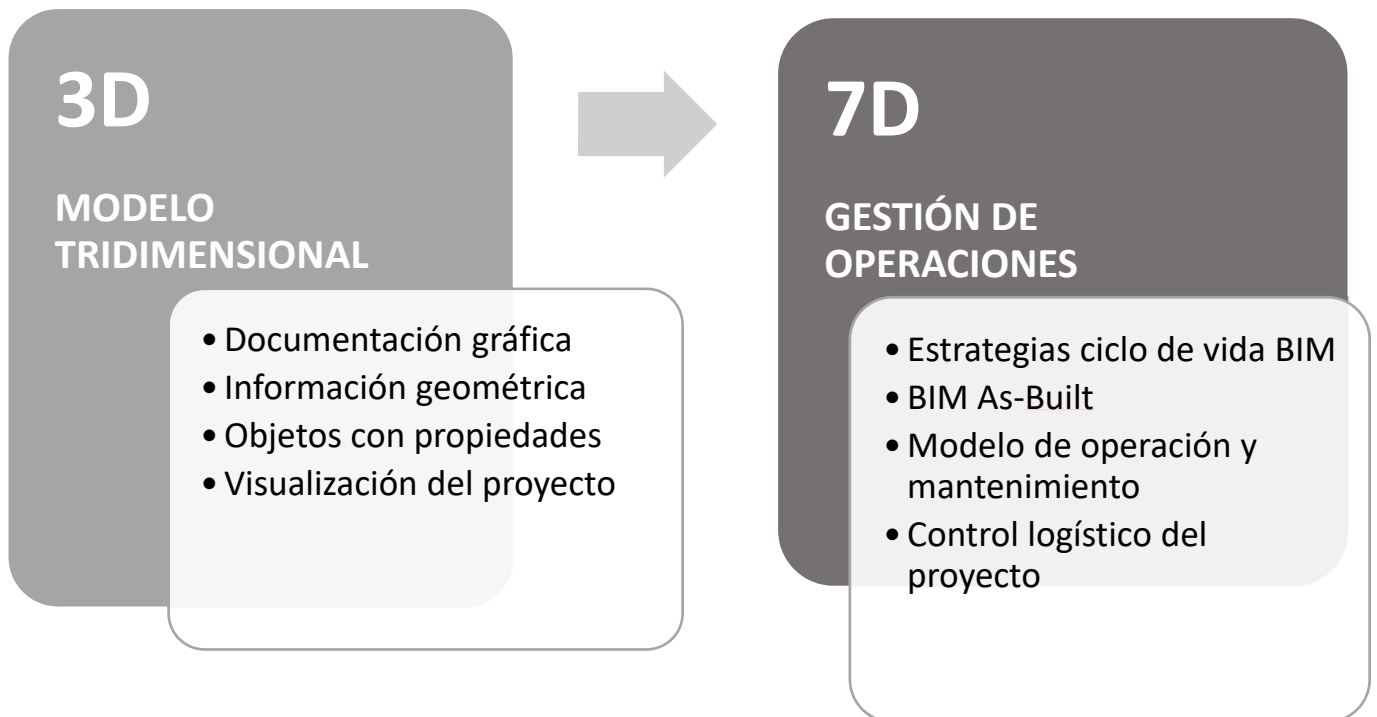 3D
MODELO
TRIDIMENSIONAL
• Documentación gráfica
• Información geométrica
• Objetos con propiedades
• Visualización del proyecto
7D
GESTIÓN DE
OPERACIONES
• Estrategias ciclo de vida BIM
• BIM As-Built
• Modelo de operación y
mantenimiento
• Control logístico del
proyecto